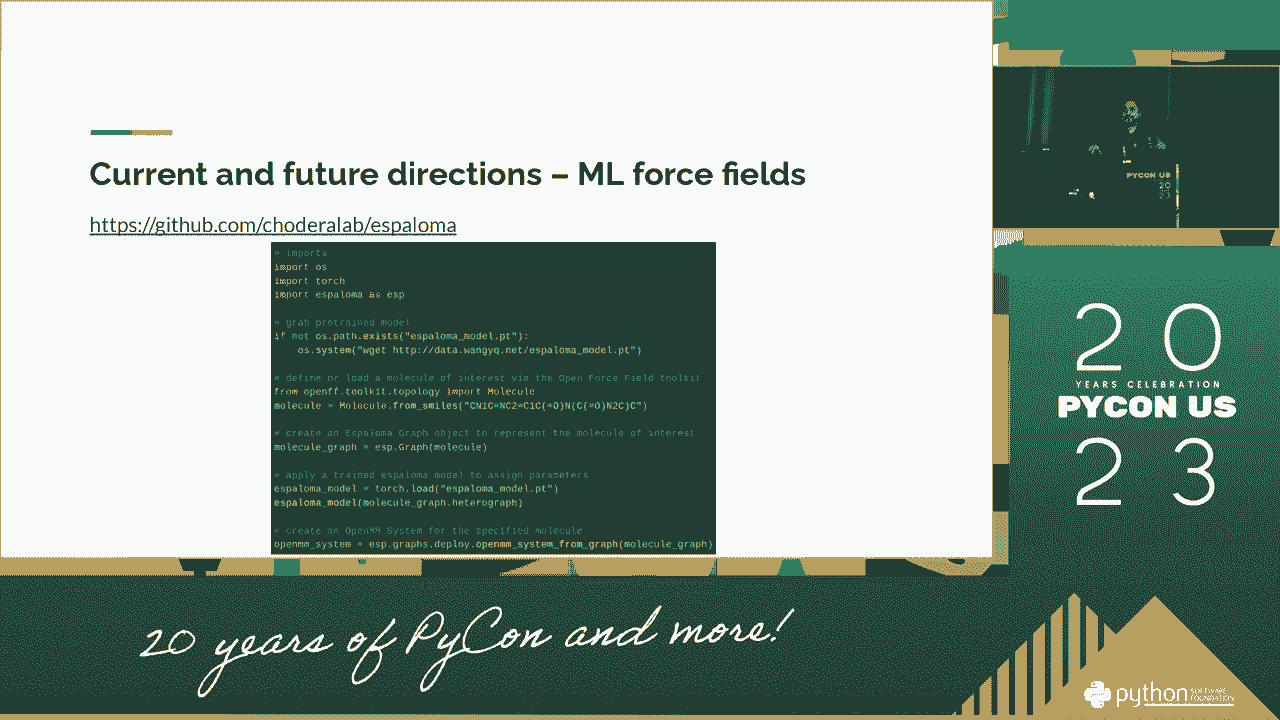 Current and future directions – ML force fields
https://github.com/choderalab/espaloma
# imports
import os
import torch
import espaloma as esp
# grab pretrained model
if not os.path.exists("espaloma_model.pt"):
os.system("wget http://data.wangyq.net/espaloma_model.pt")
# define or load a molecule of interest via the Open Force Field toolkit
from openff.toolkit.topology import Molecule
molecule = Molecule.from_smiles("CN1C=NC2=C1C(=O)N(C(=O)N2C)C")
# create an Espaloma Graph object to represent the molecule of interest
molecule_graph = esp.Graph(molecule)
# apply a trained espaloma model to assign parameters
espaloma_model = torch.load("espaloma_model.pt")
espaloma_model(molecule_graph.heterograph)
# create an OpenMM System for the specified molecule
openmm_system = esp.graphs.deploy.openmm_system_from_graph(molecule_graph)
PYCON US
20
23
20
YEARS CELEBRATION
PYCON US
23
20 years of PyCon and more!
python SOFTWARE FOUNDATION